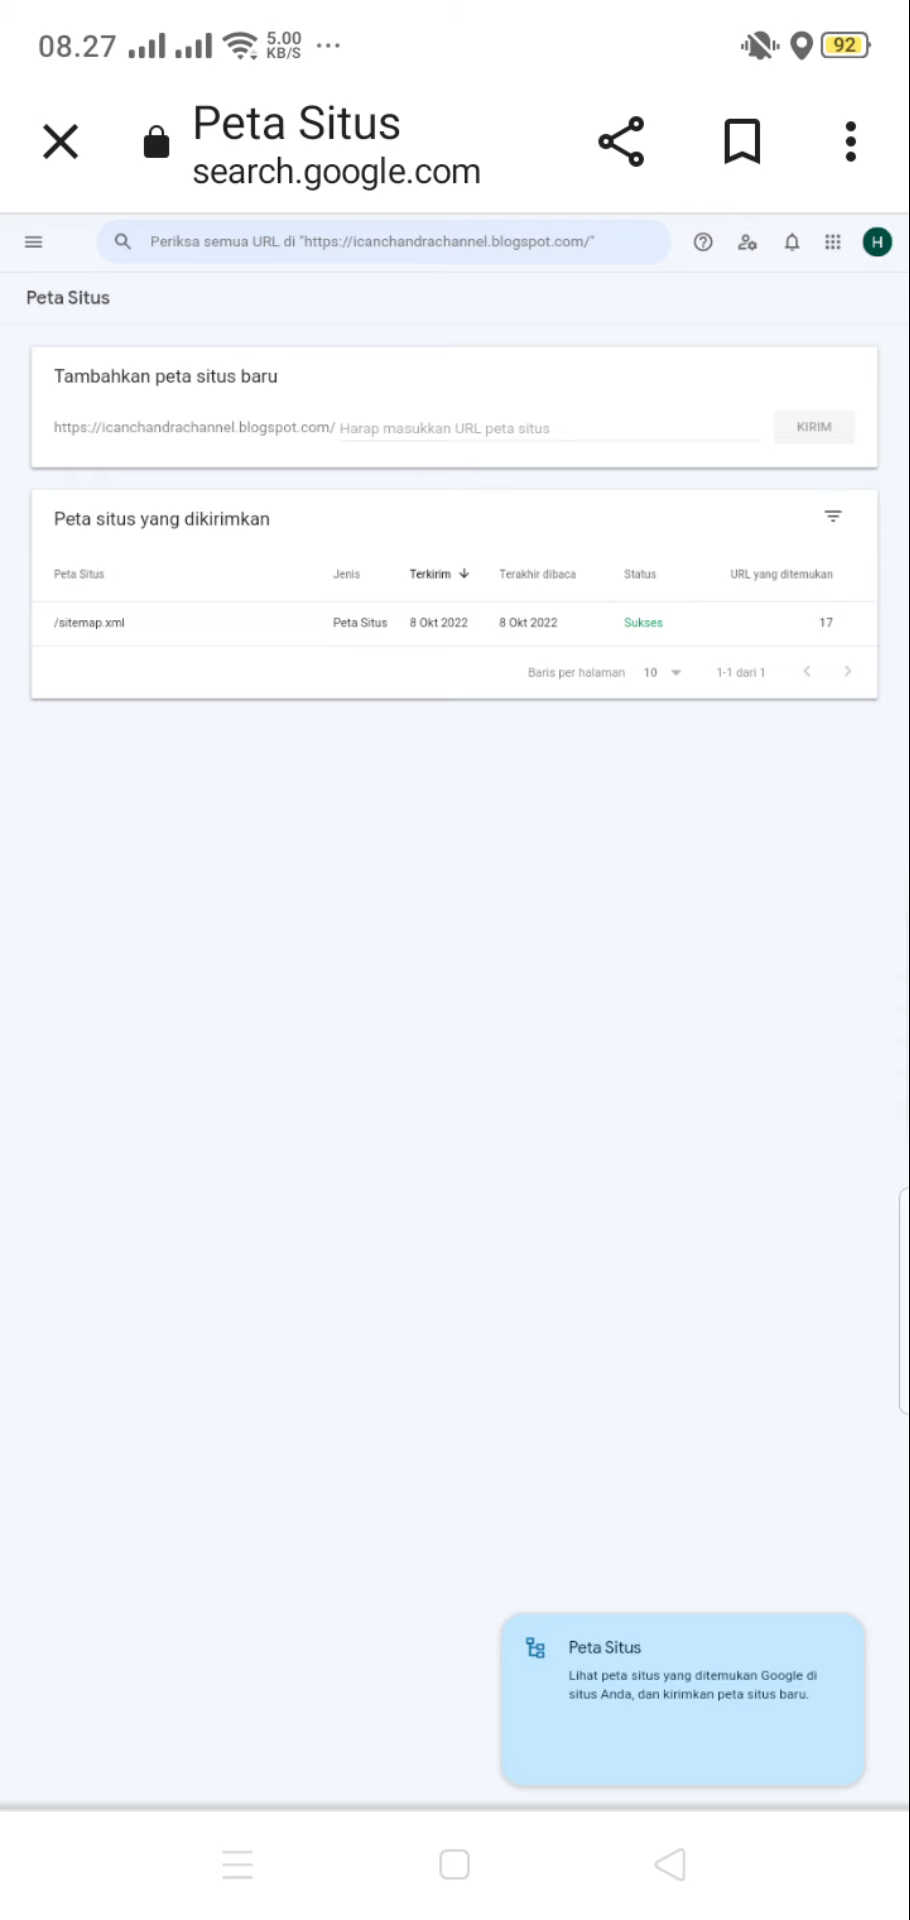 08.27 5.00 KB/S ... 92
Peta Situs
search.google.com
Periksa semua URL di "https://icanchandrachannel.blogspot.com/" H
Peta Situs
Tambahkan peta situs baru
https://icanchandrachannel.blogspot.com/ Harap masukkan URL peta situs KIRIM
Peta situs yang dikirimkan
Peta Situs Jenis Terkirim Terakhir dibaca Status URL yang ditemukan
/sitemap.xml Peta Situs 8 Okt 2022 8 Okt 2022 Sukses 17
Baris per halaman 10 1-1 dari 1
Peta Situs
Lihat peta situs yang ditemukan Google di
situs Anda, dan kirimkan peta situs baru.